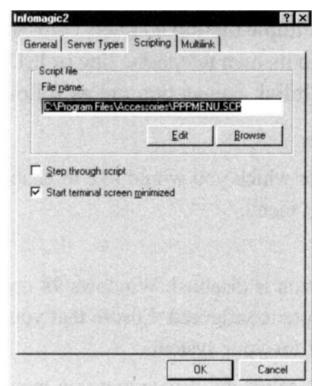 Infomagic2
General Server Types Scripting Multilink
Script file
File name:
C:\Program Files\Accessories\PPPMENU.SCP
Edit Browse
Step through script
Start terminal screen minimized
OK Cancel